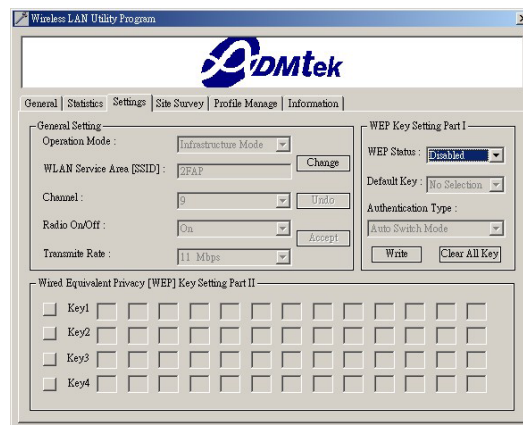 Wireless LAN Utility Program
ADMtek
General Statistics Settings Site Survey Profile Manage Information
General Setting
Operation Mode : Infrastructure Mode
WLAN Service Area [SSID] : 2FAP Change
Channel : 9 Undo
Radio On/Off : On Accept
Transmite Rate : 11 Mbps
WEP Key Setting Part I
WEP Status : Disabled
Default Key : No Selection
Authentication Type :
Auto Switch Mode
Write Clear All Key
Wired Equivalent Privacy [WEP] Key Setting Part II
Key1
Key2
Key3
Key4